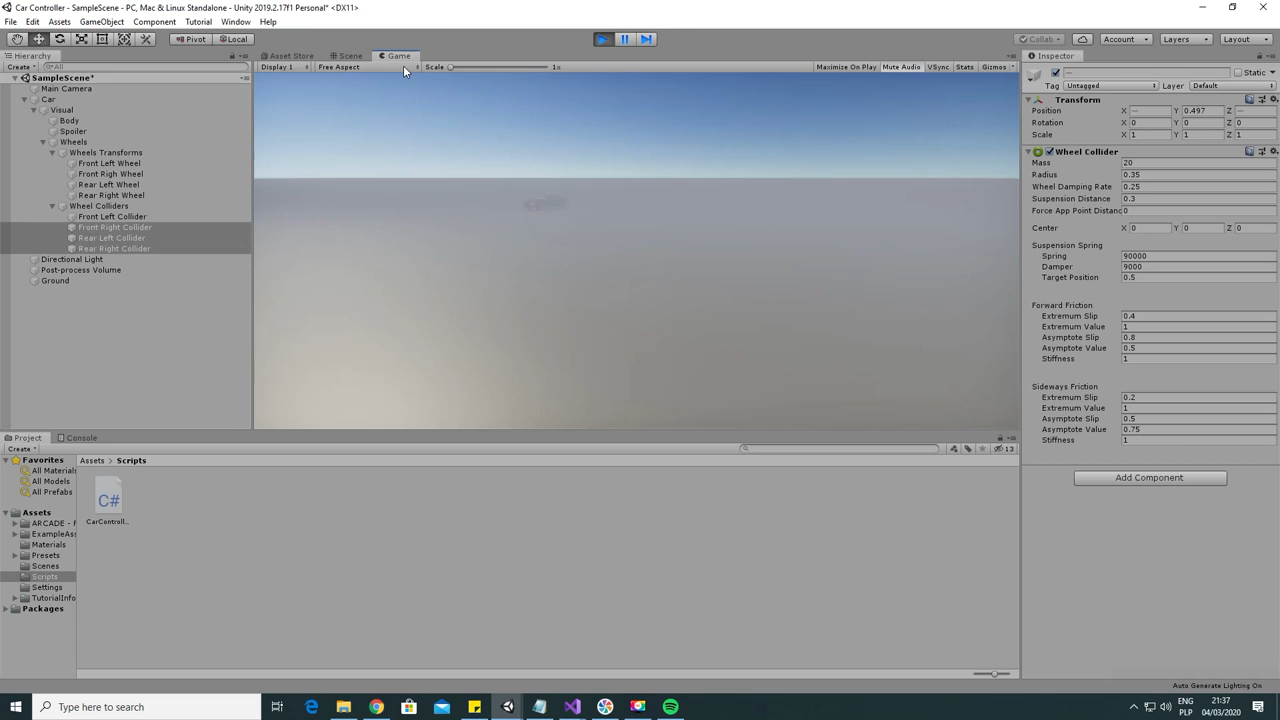 Car Controller - SampleScene - PC, Mac & Linux Standalone - Unity 2019.2.17f1 Personal* <DX11>
File Edit Assets GameObject Component Tutorial Window Help
Pivot Local Collab Account Layers Layout
Hierarchy Asset Store Scene Game Inspector
Create All Display 1 Free Aspect Scale 1x Maximize On Play Mute Audio VSync Stats Gizmos Static
SampleScene*
Main Camera
Car
Visual
Body
Spoiler
Wheels
Wheels Transforms
Front Left Wheel
Front Righ Wheel
Rear Left Wheel
Rear Right Wheel
Wheel Colliders
Front Left Collider
Front Right Collider
Rear Left Collider
Rear Right Collider
Directional Light
Post-process Volume
Ground
Tag Untagged Layer Default
Transform
Position X — Y 0.497 Z —
Rotation X 0 Y 0 Z 0
Scale X 1 Y 1 Z 1
Wheel Collider
Mass 20
Radius 0.35
Wheel Damping Rate 0.25
Suspension Distance 0.3
Force App Point Distanc 0
Center X 0 Y 0 Z 0
Suspension Spring
Spring 90000
Damper 9000
Target Position 0.5
Forward Friction
Extremum Slip 0.4
Extremum Value 1
Asymptote Slip 0.8
Asymptote Value 0.5
Stiffness 1
Sideways Friction
Extremum Slip 0.2
Extremum Value 1
Asymptote Slip 0.5
Asymptote Value 0.75
Stiffness 1
Add Component
Project Console
Create 13
Favorites
All Materials
All Models
All Prefabs
Assets
ARCADE - F
ExampleAss
Materials
Presets
Scenes
Scripts
Settings
TutorialInfo
Packages
Assets > Scripts
C#
CarControll...
Auto Generate Lighting On
Type here to search
ENG
PLP
21:37
04/03/2020